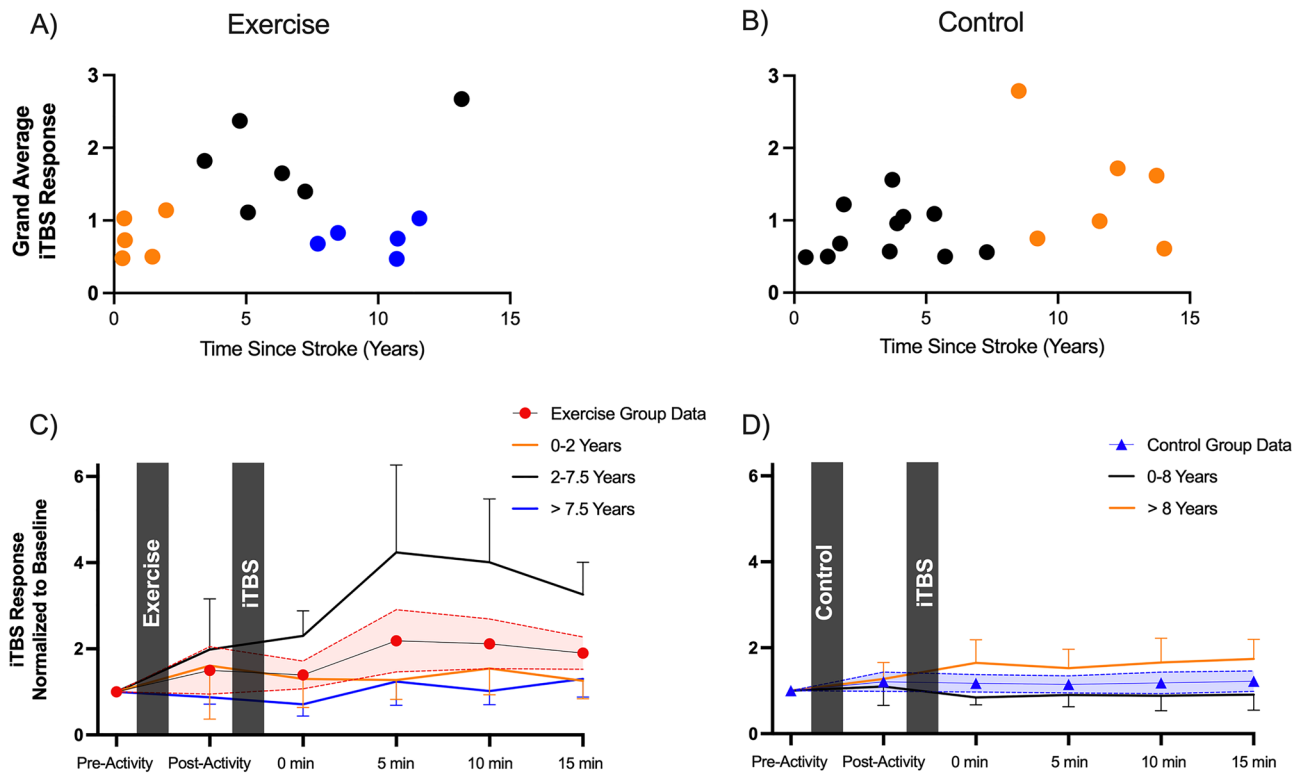 A)
Exercise
Grand Average
iTBS Response
3
2
1
0
0 5 10 15
Time Since Stroke (Years)
B)
Control
3
2
1
0
0 5 10 15
Time Since Stroke (Years)
C)
Exercise Group Data
0-2 Years
2-7.5 Years
> 7.5 Years
iTBS Response
Normalized to Baseline
6
4
2
0
Exercise
iTBS
Pre-Activity Post-Activity 0 min 5 min 10 min 15 min
D)
Control Group Data
0-8 Years
> 8 Years
6
4
2
0
Control
iTBS
Pre-Activity Post-Activity 0 min 5 min 10 min 15 min